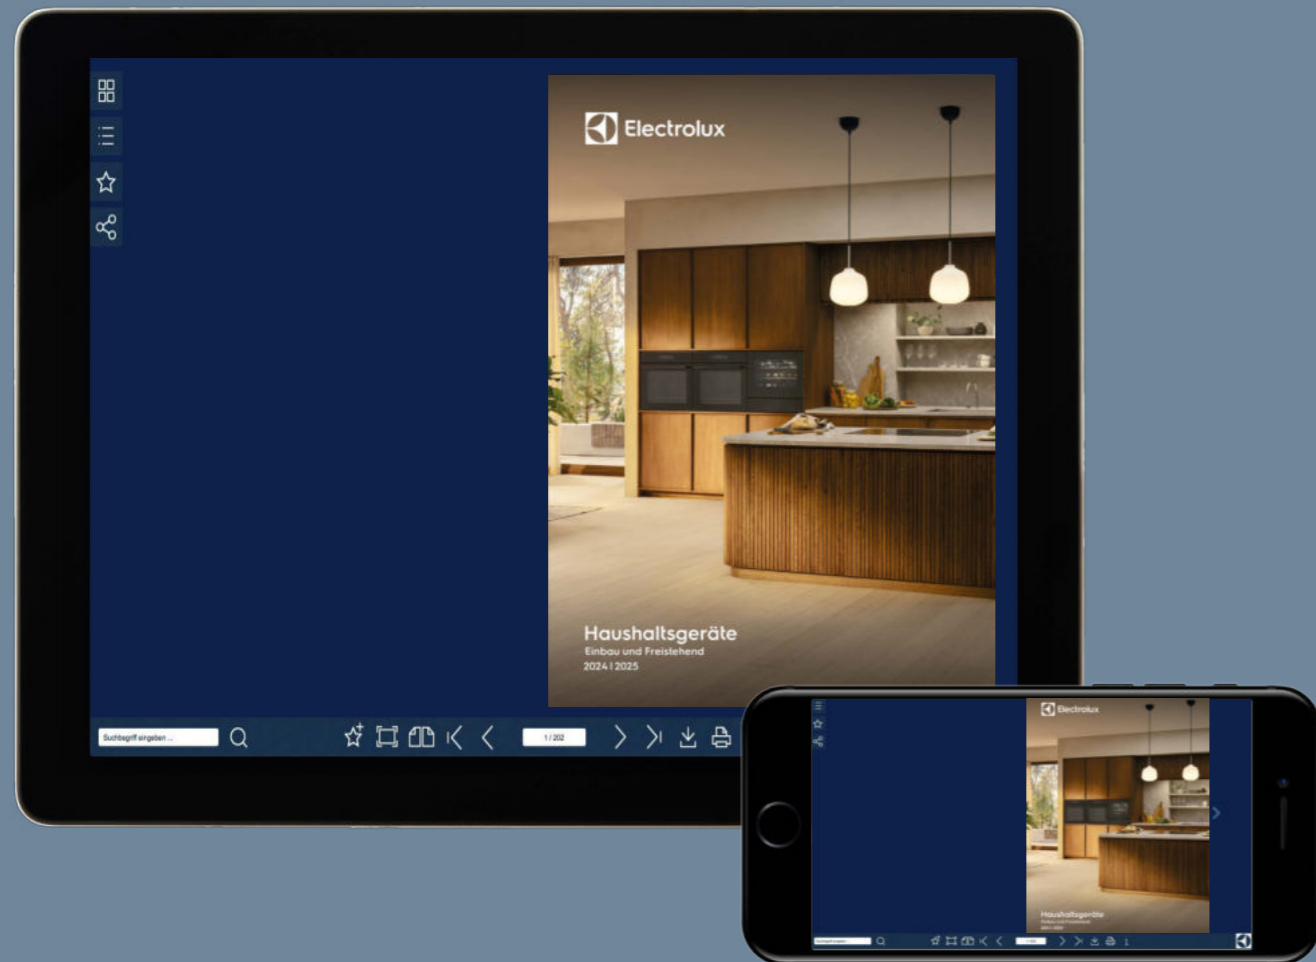 Electrolux
Haushaltsgeräte
Einbau und Freistehend
2024 | 2025
Suchbegriff eingeben ...
1 / 202
Electrolux
Haushaltsgeräte